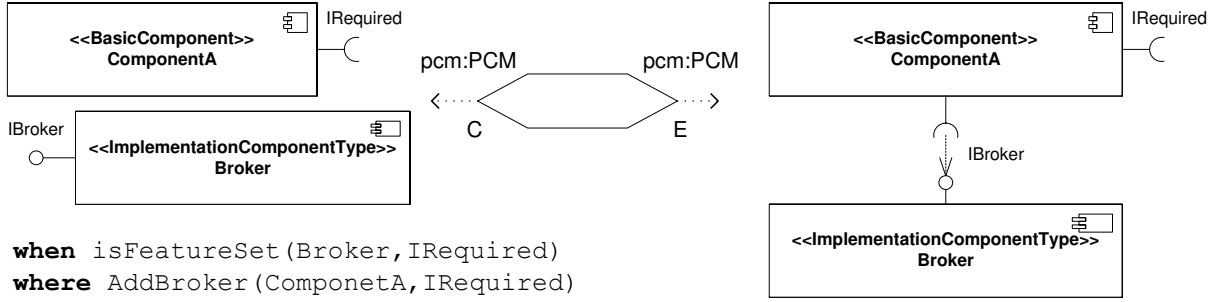 IRequired
<<BasicComponent>>
ComponentA
IBroker
<<ImplementationComponentType>>
Broker
pcm:PCM
pcm:PCM
C
E
IRequired
<<BasicComponent>>
ComponentA
IBroker
<<ImplementationComponentType>>
Broker
when isFeatureSet(Broker,IRequired)
where AddBroker(ComponetA,IRequired)